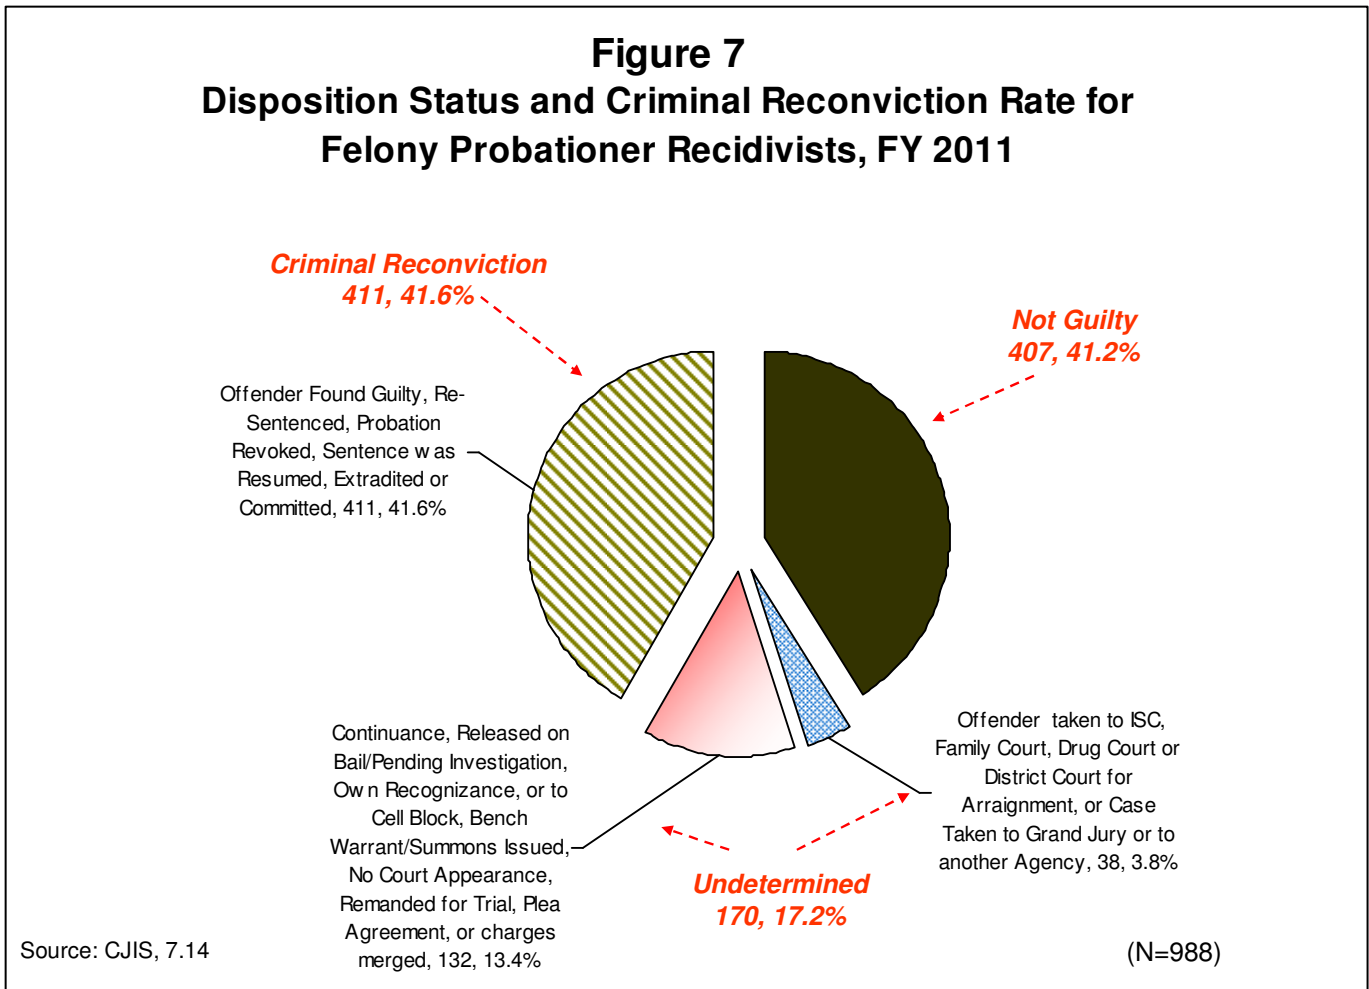 Figure 7
Disposition Status and Criminal Reconviction Rate for
Felony Probationer Recidivists, FY 2011
Criminal Reconviction
411, 41.6%
Not Guilty
407, 41.2%
Offender Found Guilty, Re-
Sentenced, Probation
Revoked, Sentence was
Resumed, Extradited or
Committed, 411, 41.6%
Continuance, Released on
Bail/Pending Investigation,
Own Recognizance, or to
Cell Block, Bench
Warrant/Summons Issued,
No Court Appearance,
Remanded for Trial, Plea
Agreement, or charges
merged, 132, 13.4%
Offender taken to ISC,
Family Court, Drug Court or
District Court for
Arraignment, or Case
Taken to Grand Jury or to
another Agency, 38, 3.8%
Undetermined
170, 17.2%
Source: CJIS, 7.14
(N=988)